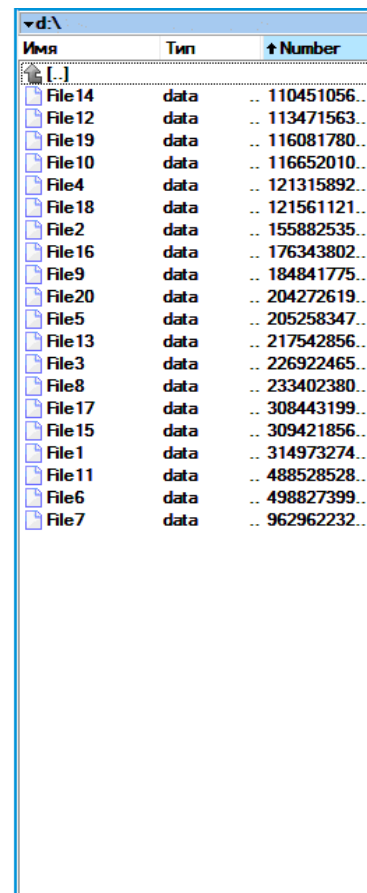 d:\
Имя Тип Number
[..]
File14 data .. 110451056..
File12 data .. 113471563..
File19 data .. 116081780..
File10 data .. 116652010..
File4 data .. 121315892..
File18 data .. 121561121..
File2 data .. 155882535..
File16 data .. 176343802..
File9 data .. 184841775..
File20 data .. 204272619..
File5 data .. 205258347..
File13 data .. 217542856..
File3 data .. 226922465..
File8 data .. 233402380..
File17 data .. 308443199..
File15 data .. 309421856..
File1 data .. 314973274..
File11 data .. 488528528..
File6 data .. 498827399..
File7 data .. 962962232..